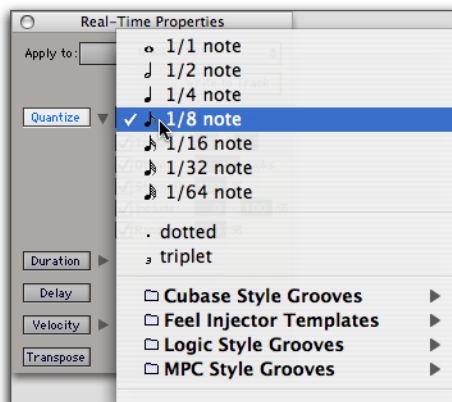 Real-Time Properties
Apply to:
1/1 note
1/2 note
1/4 note
Quantize
1/8 note
1/16 note
1/32 note
1/64 note
dotted
triplet
Duration
Cubase Style Grooves
Delay
Feel Injector Templates
Velocity
Logic Style Grooves
Transpose
MPC Style Grooves